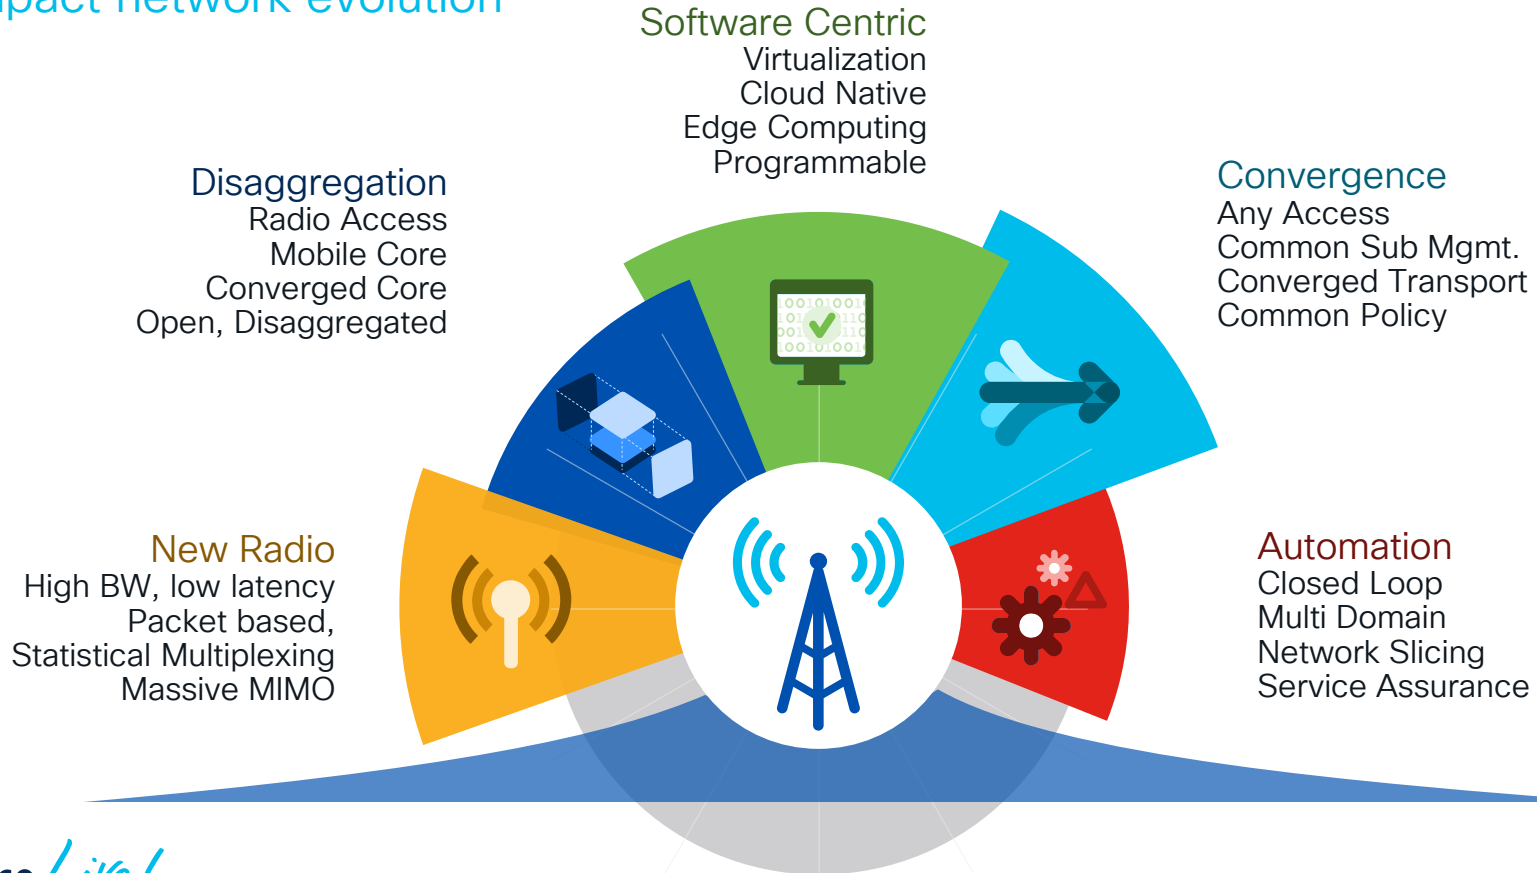 network evolution
Software Centric
Virtualization
Cloud Native
Edge Computing
Programmable
Disaggregation
Radio Access
Mobile Core
Converged Core
Open, Disaggregated
Convergence
Any Access
Common Sub Mgmt.
Converged Transport
Common Policy
New Radio
High BW, low latency
Packet based,
Statistical Multiplexing
Massive MIMO
Automation
Closed Loop
Multi Domain
Network Slicing
Service Assurance